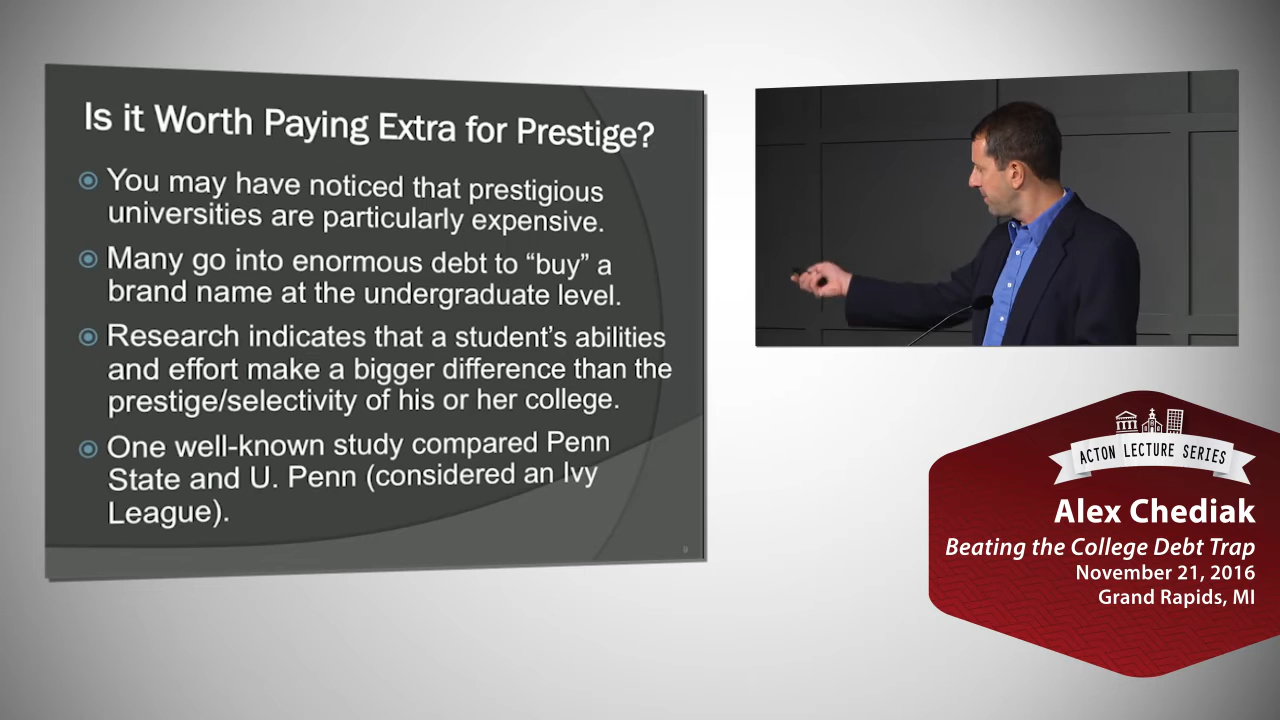 Is it Worth Paying Extra for Prestige?
You may have noticed that prestigious
universities are particularly expensive.
Many go into enormous debt to “buy” a
brand name at the undergraduate level.
Research indicates that a student’s abilities
and effort make a bigger difference than the
prestige/selectivity of his or her college.
One well-known study compared Penn
State and U. Penn (considered an Ivy
League).
ACTON LECTURE SERIES
Alex Chediak
Beating the College Debt Trap
November 21, 2016
Grand Rapids, MI